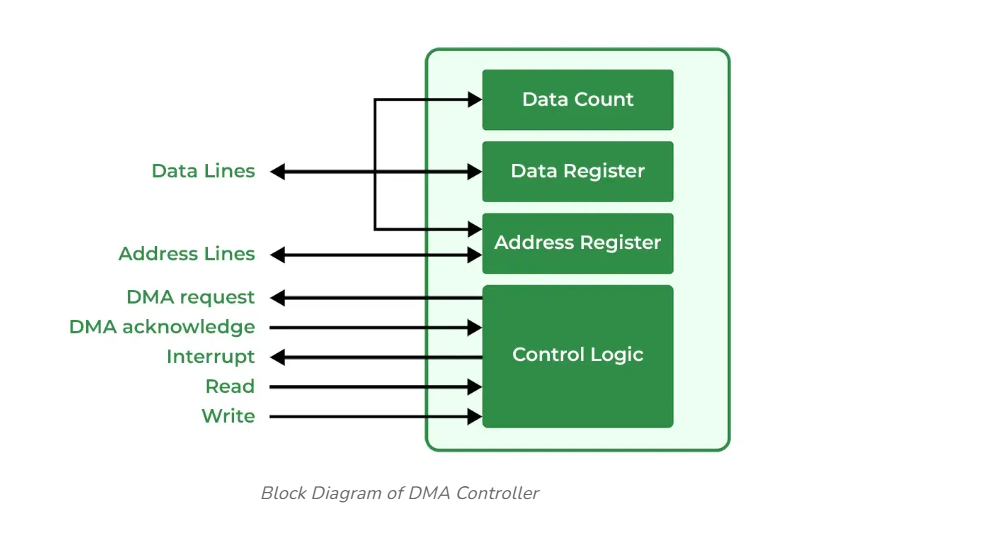 Data Count
Data Lines
Data Register
Address Register
Address Lines
DMA request
DMA acknowledge
Interrupt
Read
Write
Control Logic
Block Diagram of DMA Controller